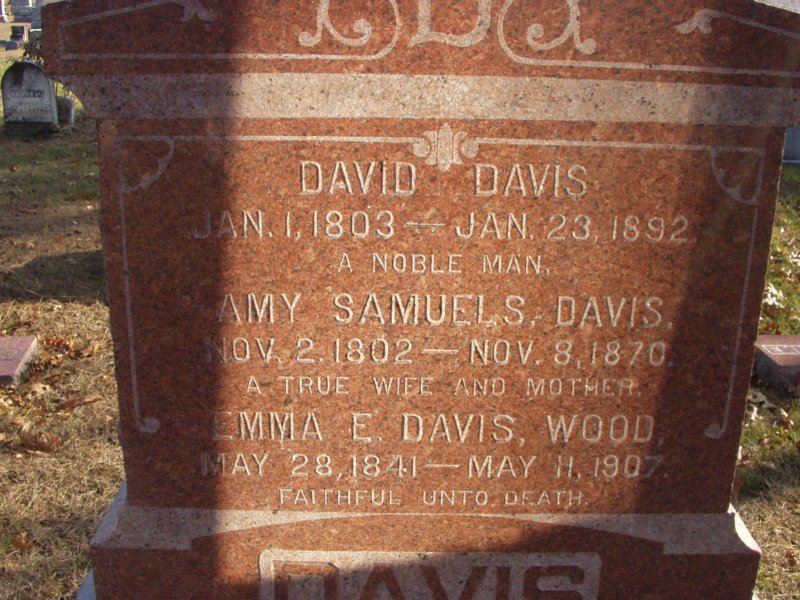 D
DAVID DAVIS
JAN. 1, 1803 — JAN. 23, 1892.
A NOBLE MAN.
AMY SAMUELS, DAVIS,
NOV. 2. 1802 — NOV. 8, 1870.
A TRUE WIFE AND MOTHER.
EMMA E. DAVIS, WOOD,
MAY 28, 1841 — MAY 11, 1907.
FAITHFUL UNTO DEATH.
DAVIS